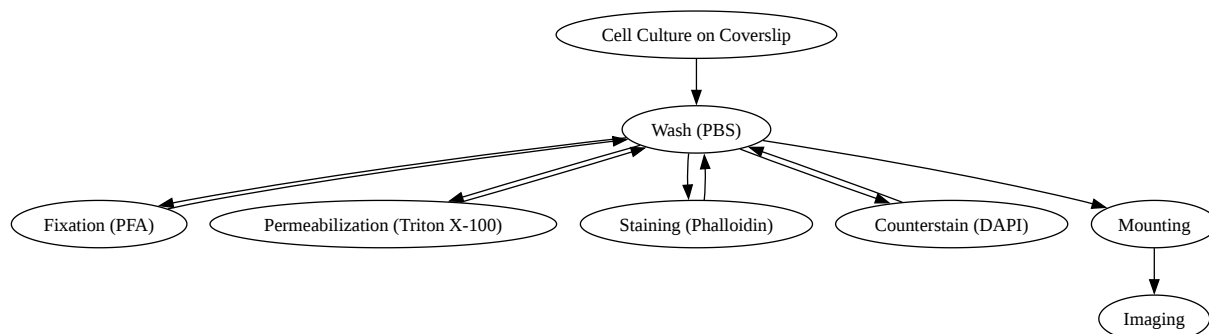 Cell Culture on Coverslip
Wash (PBS)
Fixation (PFA)
Permeabilization (Triton X-100)
Staining (Phalloidin)
Counterstain (DAPI)
Mounting
Imaging